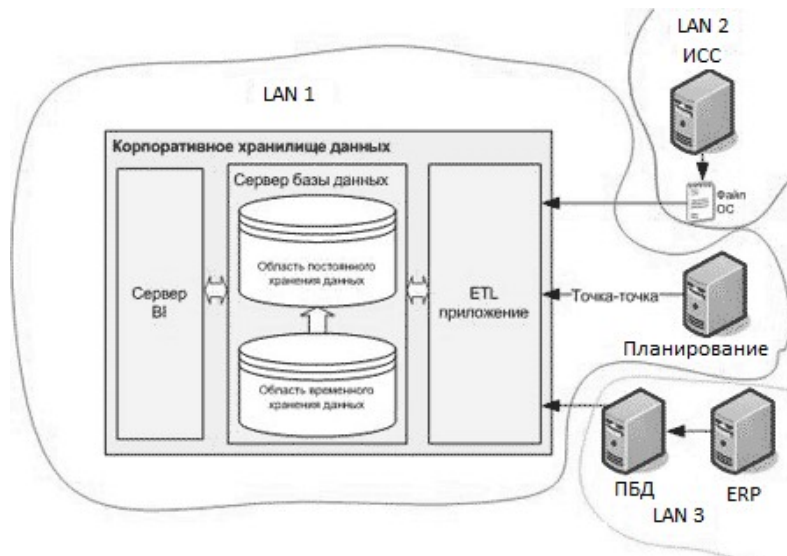 LAN 2
ИСС
LAN 1
Корпоративное хранилище данных
Сервер базы данных
Файл
ОС
Область постоянного
хранения данных
Сервер
BI
ETL
приложение
Точка-точка
Планирование
Область временного
хранения данных
ПБД
ERP
LAN 3